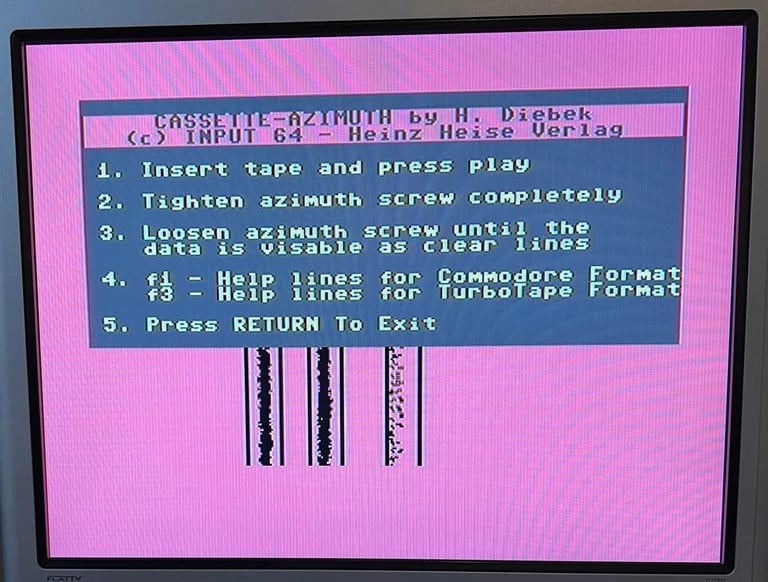 CASSETTE-AZIMUTH by H. Diebek
(c) INPUT 64 - Heinz Heise Verlag
1. Insert tape and press play
2. Tighten azimuth screw completely
3. Loosen azimuth screw until the
data is visable as clear lines
4. f1 - Help lines for Commodore Format
f3 - Help lines for TurboTape Format
5. Press RETURN To Exit